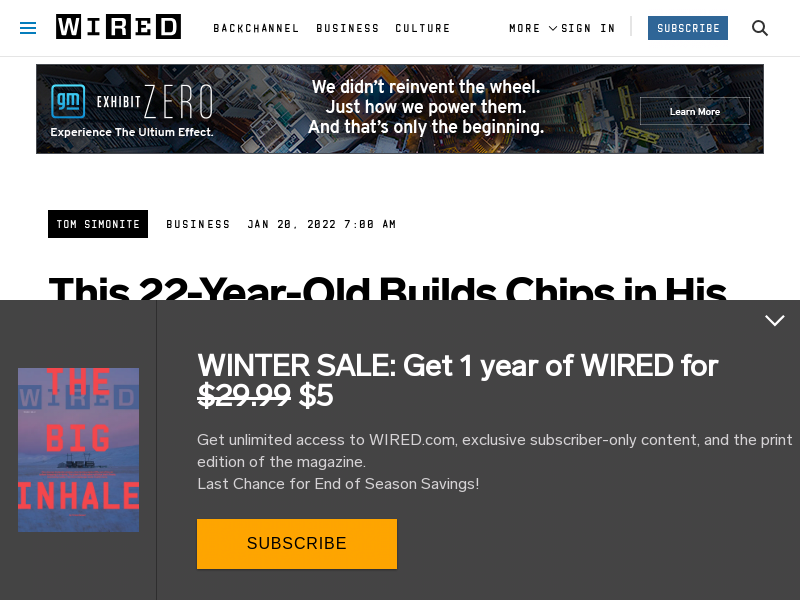 WIRED
BACKCHANNEL BUSINESS CULTURE MORE SIGN IN SUBSCRIBE
gm EXHIBIT ZERO
Experience The Ultium Effect.
We didn't reinvent the wheel.
Just how we power them.
And that's only the beginning.
Learn More
TOM SIMONITE BUSINESS JAN 20, 2022 7:00 AM
This 22-Year-Old Builds Chips in His
WIRED
THE
BIG
INHALE
WINTER SALE: Get 1 year of WIRED for
$29.99 $5
Get unlimited access to WIRED.com, exclusive subscriber-only content, and the print
edition of the magazine.
Last Chance for End of Season Savings!
SUBSCRIBE